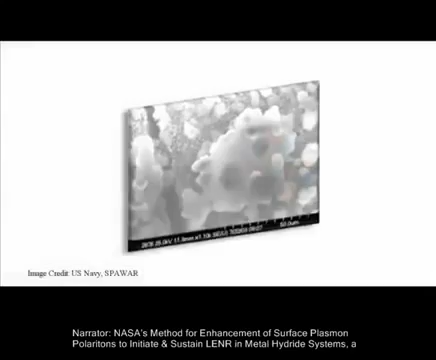 Image Credit: US Navy, SPAWAR
Narrator: NASA's Method for Enhancement of Surface Plasmon
Polaritons to Initiate & Sustain LENR in Metal Hydride Systems, a